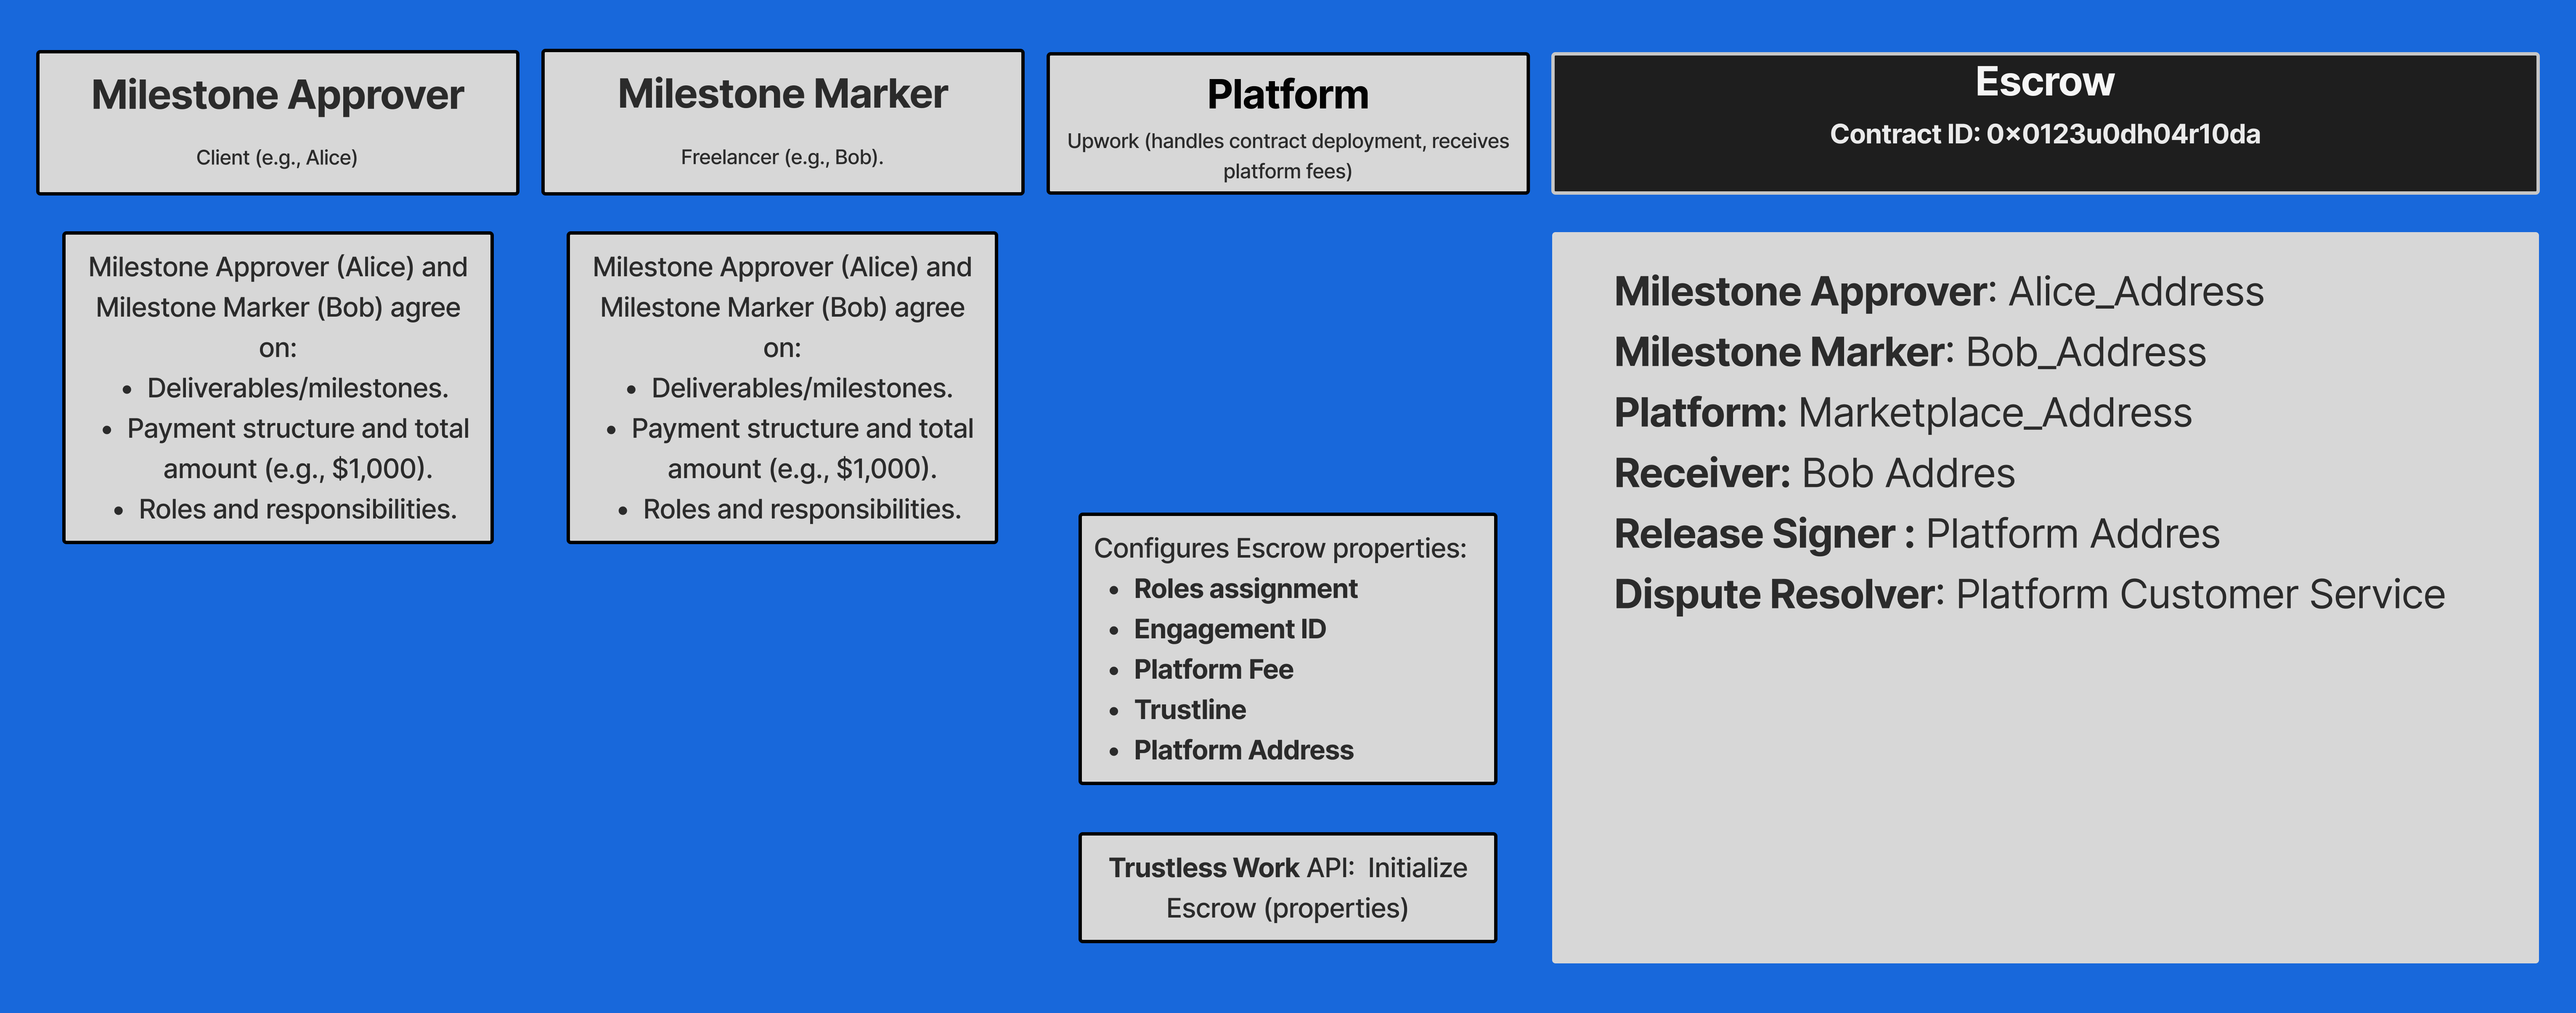 Milestone Approver
Client (e.g., Alice)
Milestone Marker
Freelancer (e.g., Bob).
Platform
Upwork (handles contract deployment, receives
platform fees)
Escrow
Contract ID: 0x0123u0dh04r10da
Milestone Approver (Alice) and
Milestone Marker (Bob) agree
on:
• Deliverables/milestones.
• Payment structure and total
amount (e.g., $1,000).
• Roles and responsibilities.
Milestone Approver (Alice) and
Milestone Marker (Bob) agree
on:
• Deliverables/milestones.
• Payment structure and total
amount (e.g., $1,000).
• Roles and responsibilities.
Configures Escrow properties:
• Roles assignment
• Engagement ID
• Platform Fee
• Trustline
• Platform Address
Trustless Work API:  Initialize
Escrow (properties)
Milestone Approver: Alice_Address
Milestone Marker: Bob_Address
Platform: Marketplace_Address
Receiver: Bob Addres
Release Signer : Platform Addres
Dispute Resolver: Platform Customer Service